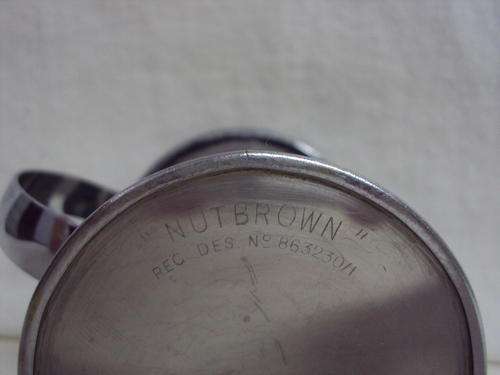 "NUTBROWN"
REG. DES. Nº 863230/1